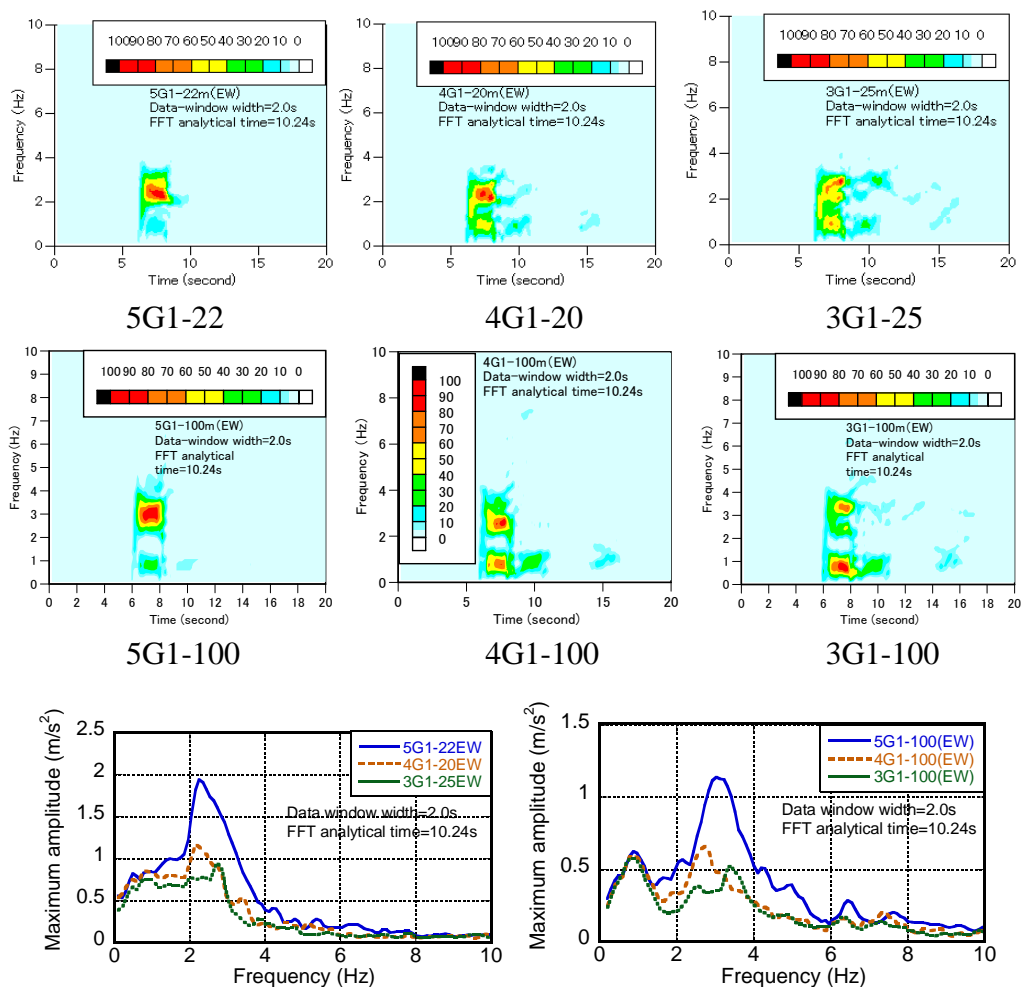 10
8
6
4
2
0
Frequency (Hz)
10090 80 70 60 50 40 30 20 10 0
5G1-22m(EW)
Data-window width=2.0s
FFT analytical time=10.24s
0 5 10 15 20
Time (second)
5G1-22
10
8
6
4
2
0
Frequency (Hz)
10090 80 70 60 50 40 30 20 10 0
4G1-20m(EW)
Data-window width=2.0s
FFT analytical time=10.24s
0 5 10 15 20
Time (second)
4G1-20
10
8
6
4
2
0
Frequency (Hz)
10090 80 70 60 50 40 30 20 10 0
3G1-25m(EW)
Data-window width=2.0s
FFT analytical time=10.24s
0 5 10 15 20
Time (second)
3G1-25
10
9
8
7
6
5
4
3
2
1
0
Frequency (Hz)
100 90 80 70 60 50 40 30 20 10 0
5G1-100m(EW)
Data-window width=2.0s
FFT analytical
time=10.24s
0 2 4 6 8 10 12 14 16 18 20
Time (second)
5G1-100
10
8
6
4
2
0
Frequency (Hz)
100
90
80
70
60
50
40
30
20
10
0
4G1-100m(EW)
Data-window width=2.0s
FFT analytical time=10.24s
0 5 10 15 20
Time (second)
4G1-100
10
9
8
7
6
5
4
3
2
1
0
Frequency (Hz)
100 90 80 70 60 50 40 30 20 10 0
3G1-100m(EW)
Data-window width=2.0s
FFT analytical
time=10.24s
0 2 4 6 8 10 12 14 16 18 20
Time (second)
3G1-100
Maximum amplitude (m/s²)
2.5
2
1.5
1
0.5
0
5G1-22EW
4G1-20EW
3G1-25EW
Data window width=2.0s
FFT analytical time=10.24s
0 2 4 6 8 10
Frequency (Hz)
Maximum amplitude (m/s²)
1.5
1
0.5
0
5G1-100(EW)
4G1-100(EW)
3G1-100(EW)
Data window width=2.0s
FFT analytical time=10.24s
0 2 4 6 8 10
Frequency (Hz)